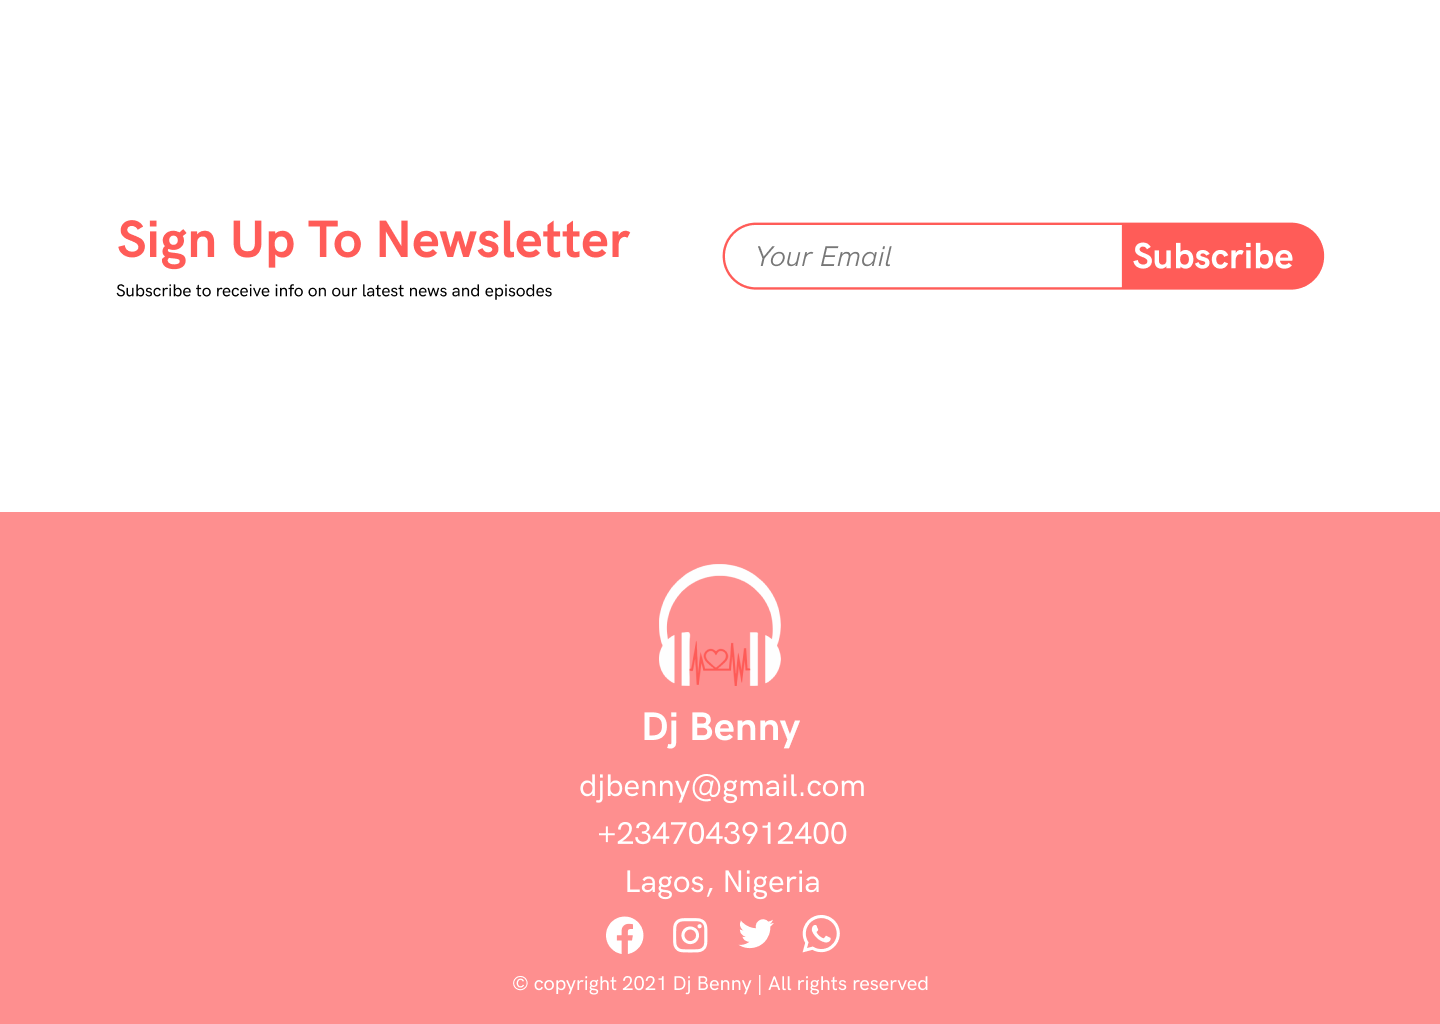 Sign Up To Newsletter
Subscribe to receive info on our latest news and episodes
Your Email
Subscribe
Dj Benny
djbenny@gmail.com
+2347043912400
Lagos, Nigeria
© copyright 2021 Dj Benny | All rights reserved